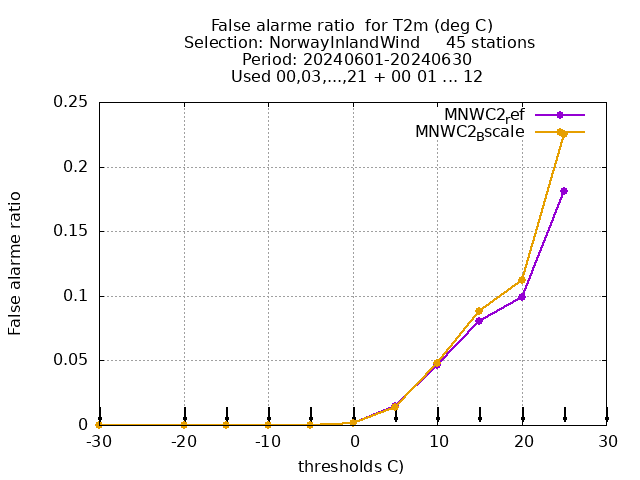 False alarme ratio  for T2m (deg C)
Selection: NorwayInlandWind     45 stations
Period: 20240601-20240630
Used 00,03,...,21 + 00 01 ... 12
MNWC2ref
MNWC2Bscale
False alarme ratio
0.25
0.2
0.15
0.1
0.05
0
-30 -20 -10 0 10 20 30
thresholds C)